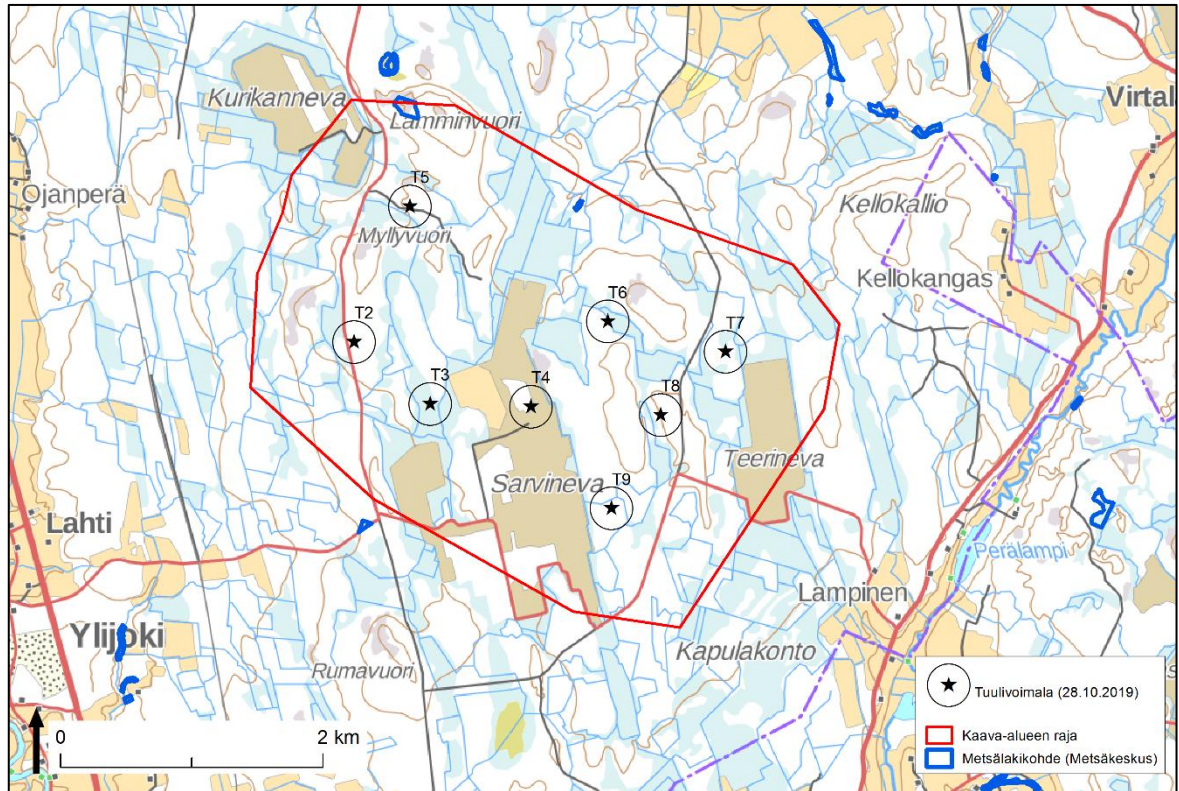 Kurikanneva
Lamminvuori
Virtal
Ojanperä
T5
Kellokallio
Myllyvuori
Kellokangas
T6
T2
T7
T3
T4
T8
Teerineva
Sarvineva
T9
Lahti
Perälampi
Lampinen
Ylijoki
Kapulakonto
Rumavuori
Tuulivoimala (28.10.2019)
0
2 km
Kaava-alueen raja
Metsälakikohde (Metsäkeskus)